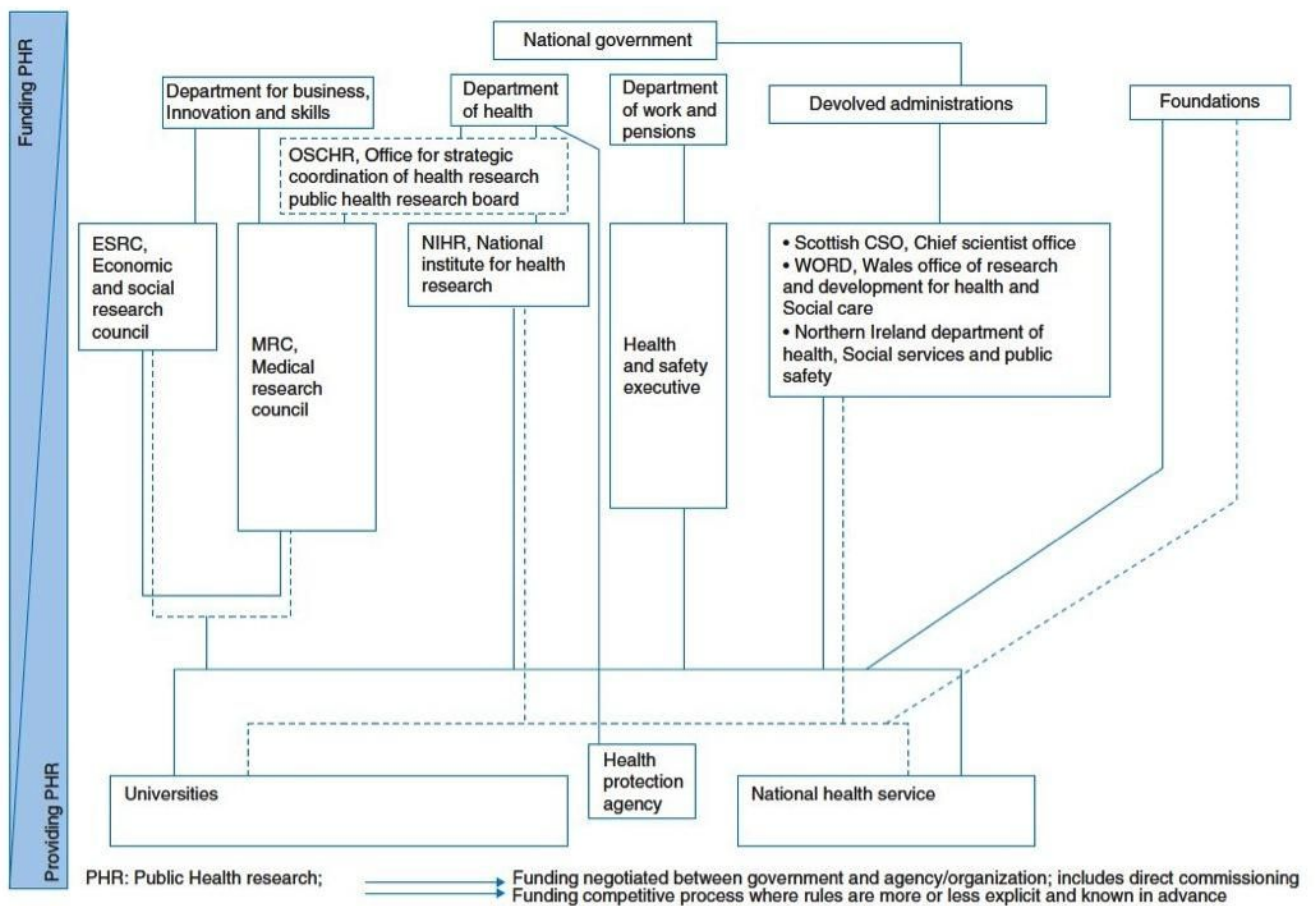 Funding PHR
Providing PHR
National government
Department for business,
Innovation and skills
Department
of health
Department
of work and
pensions
Devolved administrations
Foundations
OSCHR, Office for strategic
coordination of health research
public health research board
ESRC,
Economic
and social
research
council
MRC,
Medical
research
council
NIHR, National
institute for health
research
Health
and safety
executive
• Scottish CSO, Chief scientist office
• WORD, Wales office of research
and development for health and
Social care
• Northern Ireland department of
health, Social services and public
safety
Universities
Health
protection
agency
National health service
PHR: Public Health research;
Funding negotiated between government and agency/organization; includes direct commissioning
Funding competitive process where rules are more or less explicit and known in advance